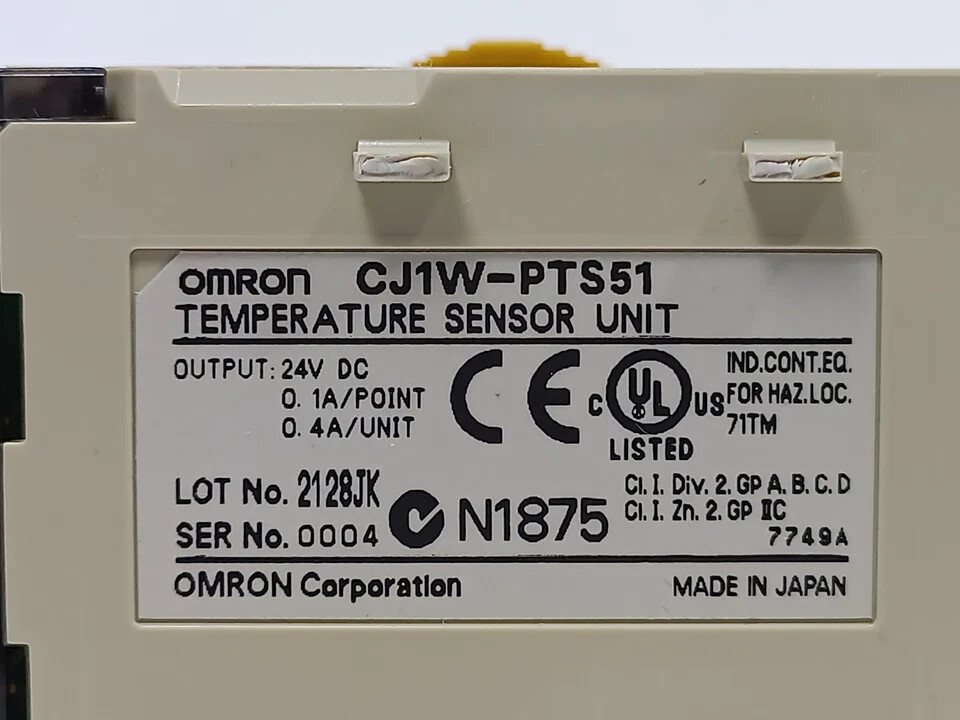 OMRON CJ1W-PTS51
TEMPERATURE SENSOR UNIT
OUTPUT: 24V DC
0. 1A/POINT
0. 4A/UNIT
CE
C UL US
LISTED
IND.CONT.EQ.
FOR HAZ.LOC.
71TM
LOT No. 2128JK
SER No. 0004
N1875
Cl. I. Div. 2. GP A. B. C. D
Cl. I. Zn. 2. GP IIC
7749A
OMRON Corporation
MADE IN JAPAN